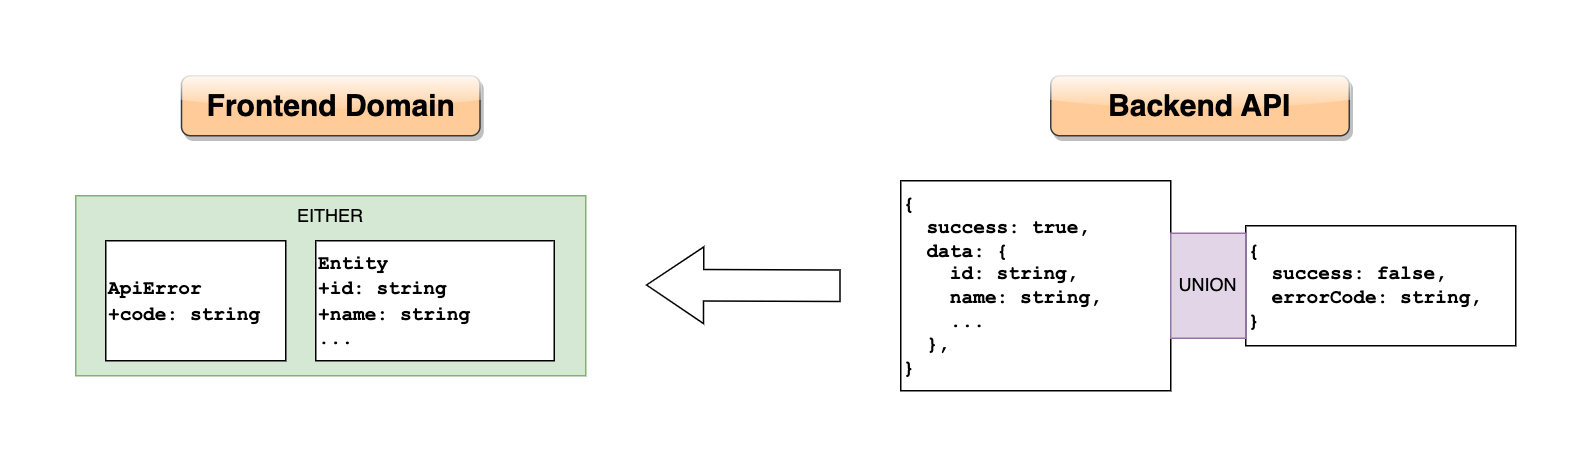 Frontend Domain
Backend API
EITHER
ApiError
+code: string
Entity
+id: string
+name: string
...
{
success: true,
data: {
id: string,
name: string,
...
},
}
UNION
{
success: false,
errorCode: string,
}